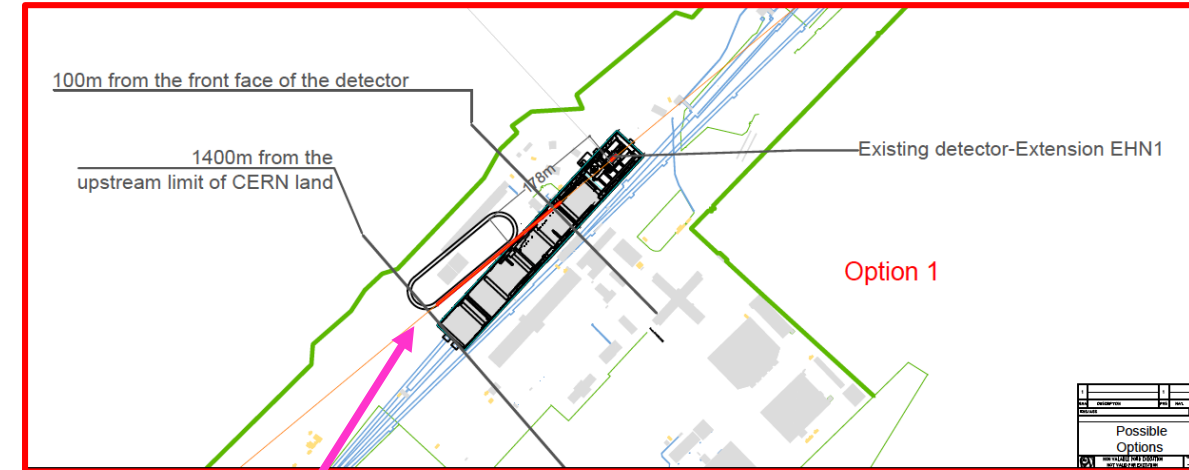 100m from the front face of the detector
1400m from the
upstream limit of CERN land
178m
Existing detector-Extension EHN1
Option 1
Possible
Options